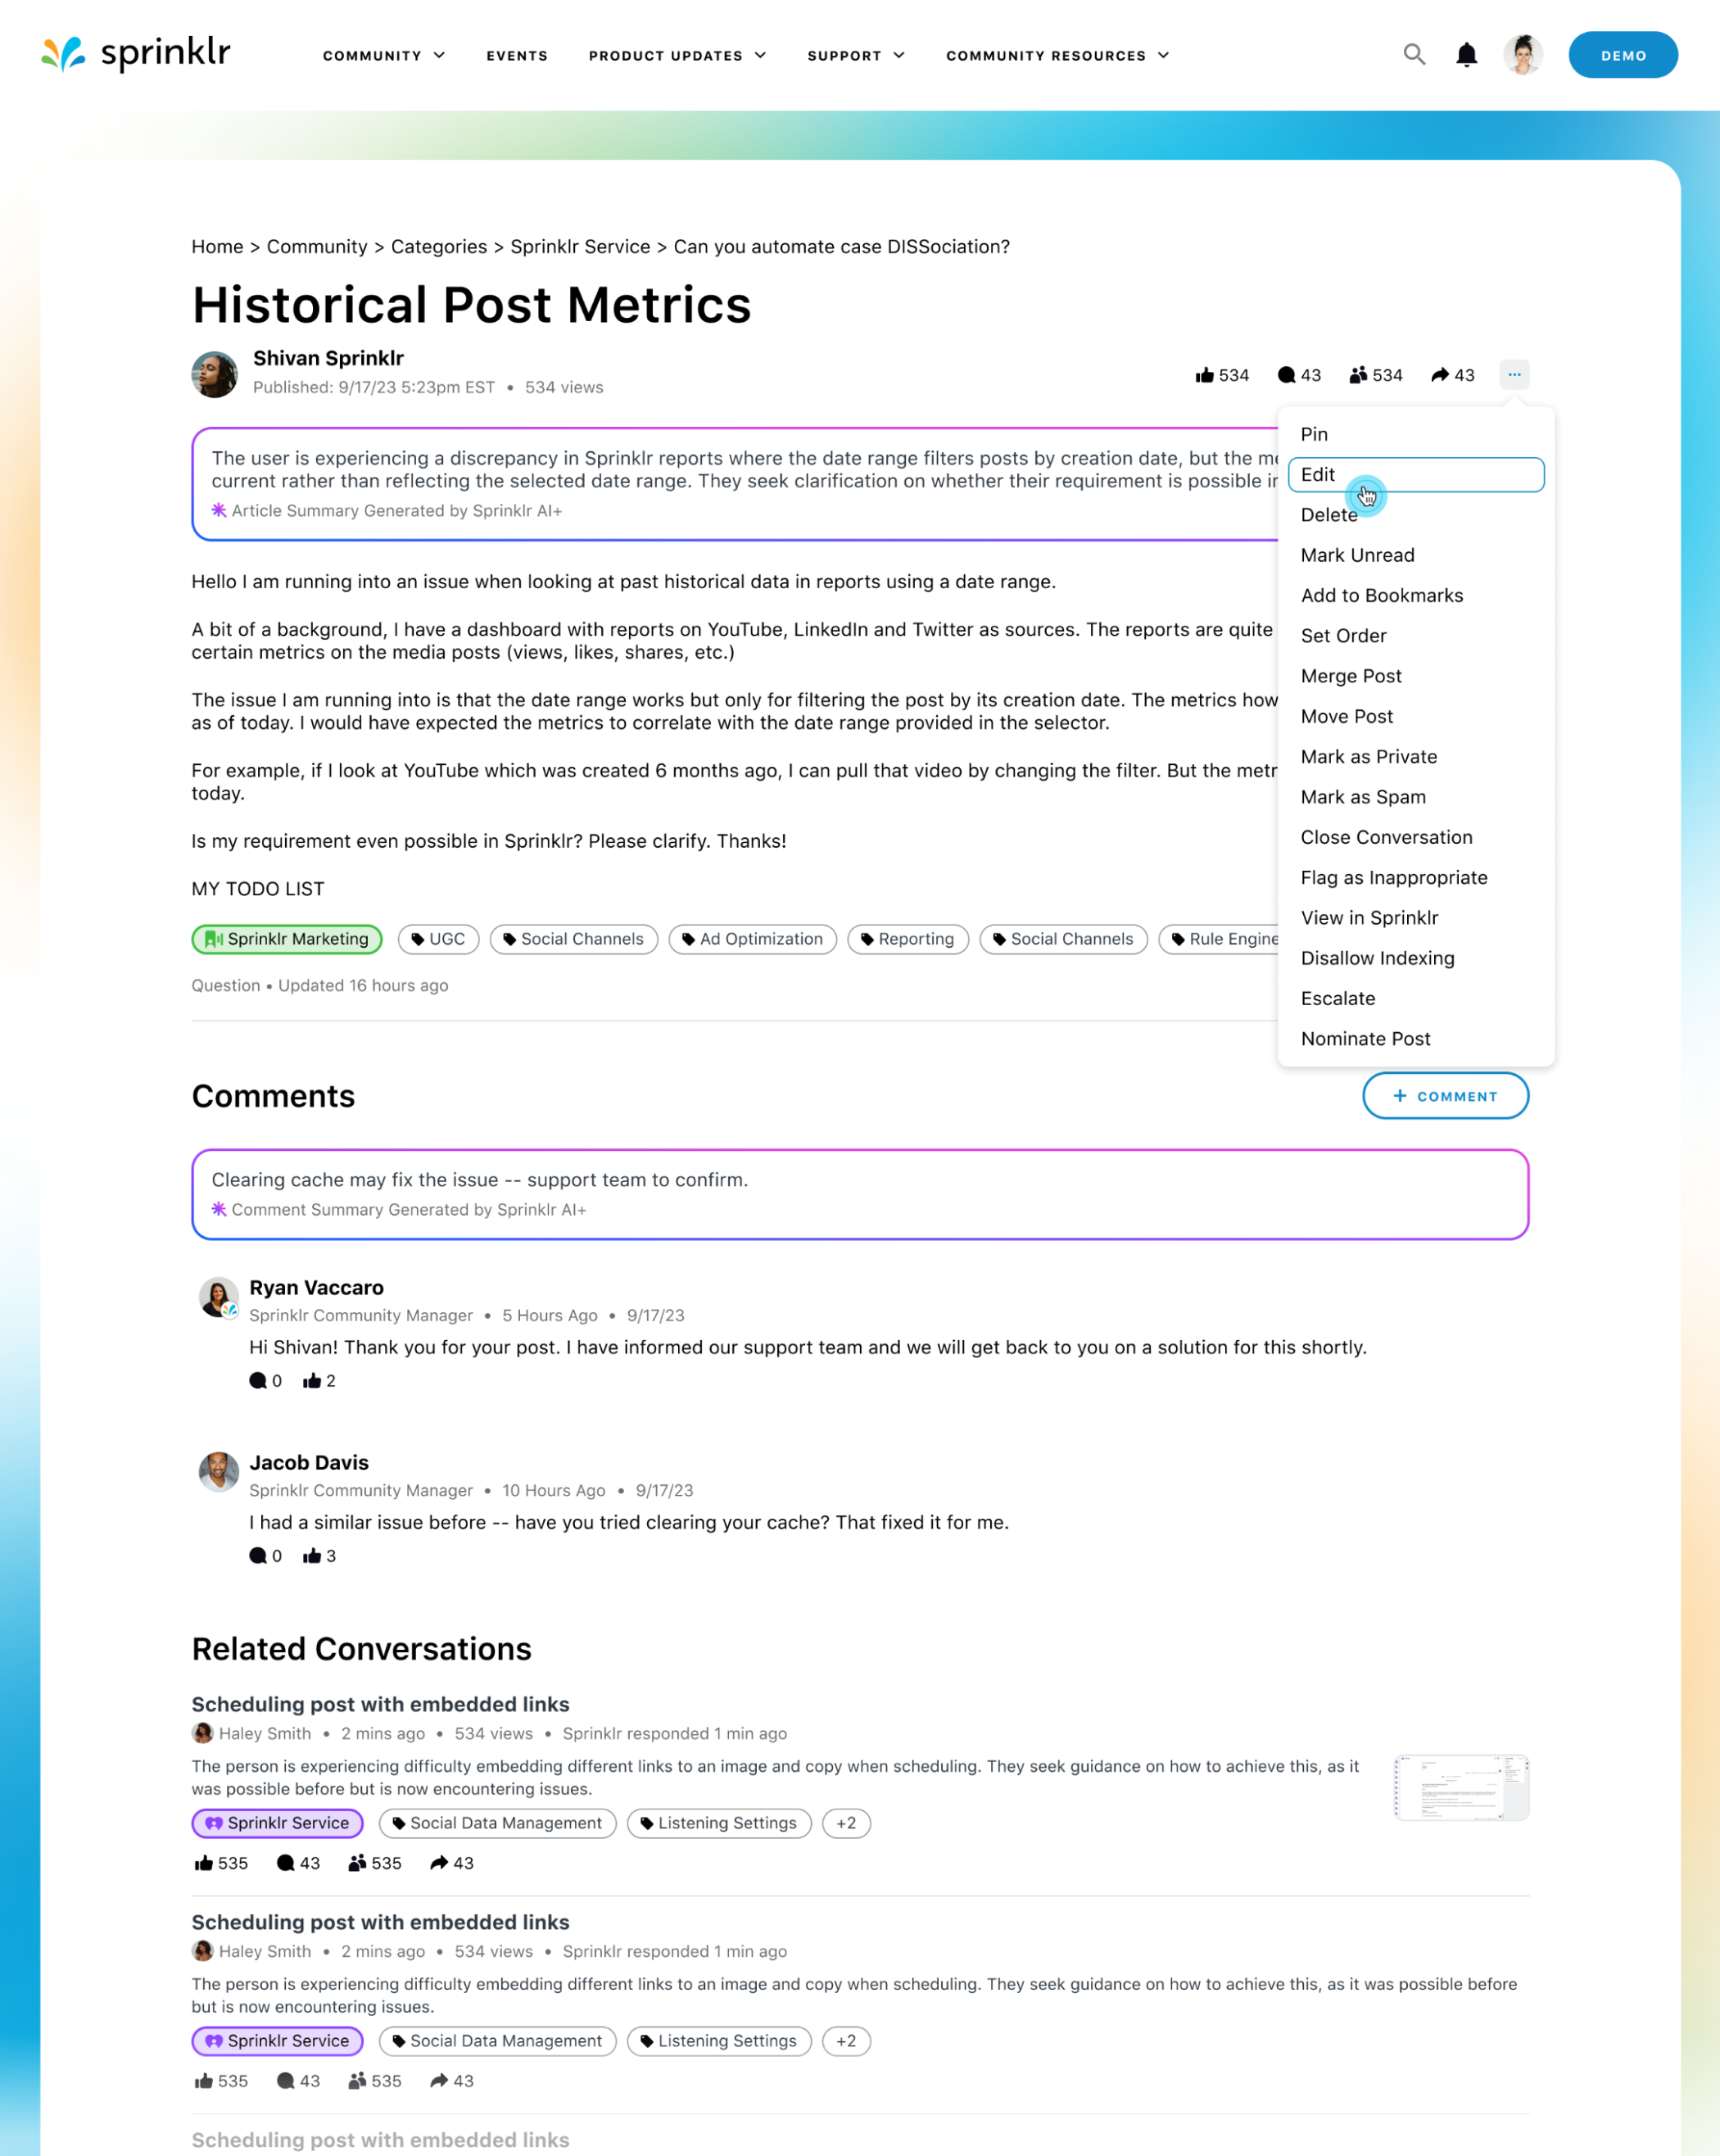 sprinklr
COMMUNITY
EVENTS
PRODUCT UPDATES
SUPPORT
COMMUNITY RESOURCES
DEMO
Home > Community > Categories > Sprinklr Service > Can you automate case DISSociation?
Historical Post Metrics
Shivan Sprinklr
Published: 9/17/23 5:23pm EST • 534 views
534 43 534 43
The user is experiencing a discrepancy in Sprinklr reports where the date range filters posts by creation date, but the
current rather than reflecting the selected date range. They seek clarification on whether their requirement is possible
Article Summary Generated by Sprinklr AI+
Hello I am running into an issue when looking at past historical data in reports using a date range.
A bit of a background, I have a dashboard with reports on YouTube, LinkedIn and Twitter as sources. The reports are quite
certain metrics on the media posts (views, likes, shares, etc.)
The issue I am running into is that the date range works but only for filtering the post by its creation date. The metrics how
as of today. I would have expected the metrics to correlate with the date range provided in the selector.
For example, if I look at YouTube which was created 6 months ago, I can pull that video by changing the filter. But the metr
today.
Is my requirement even possible in Sprinklr? Please clarify. Thanks!
MY TODO LIST
Sprinklr Marketing
UGC
Social Channels
Ad Optimization
Reporting
Social Channels
Rule Engine
Question • Updated 16 hours ago
Pin
Edit
Delete
Mark Unread
Add to Bookmarks
Set Order
Merge Post
Move Post
Mark as Private
Mark as Spam
Close Conversation
Flag as Inappropriate
View in Sprinklr
Disallow Indexing
Escalate
Nominate Post
Comments
+ COMMENT
Clearing cache may fix the issue -- support team to confirm.
Comment Summary Generated by Sprinklr AI+
Ryan Vaccaro
Sprinklr Community Manager • 5 Hours Ago • 9/17/23
Hi Shivan! Thank you for your post. I have informed our support team and we will get back to you on a solution for this shortly.
0 2
Jacob Davis
Sprinklr Community Manager • 10 Hours Ago • 9/17/23
I had a similar issue before -- have you tried clearing your cache? That fixed it for me.
0 3
Related Conversations
Scheduling post with embedded links
Haley Smith • 2 mins ago • 534 views • Sprinklr responded 1 min ago
The person is experiencing difficulty embedding different links to an image and copy when scheduling. They seek guidance on how to achieve this, as it
was possible before but is now encountering issues.
Sprinklr Service
Social Data Management
Listening Settings
+2
535 43 535 43
Scheduling post with embedded links
Haley Smith • 2 mins ago • 534 views • Sprinklr responded 1 min ago
The person is experiencing difficulty embedding different links to an image and copy when scheduling. They seek guidance on how to achieve this, as it was possible before
but is now encountering issues.
Sprinklr Service
Social Data Management
Listening Settings
+2
535 43 535 43
Scheduling post with embedded links